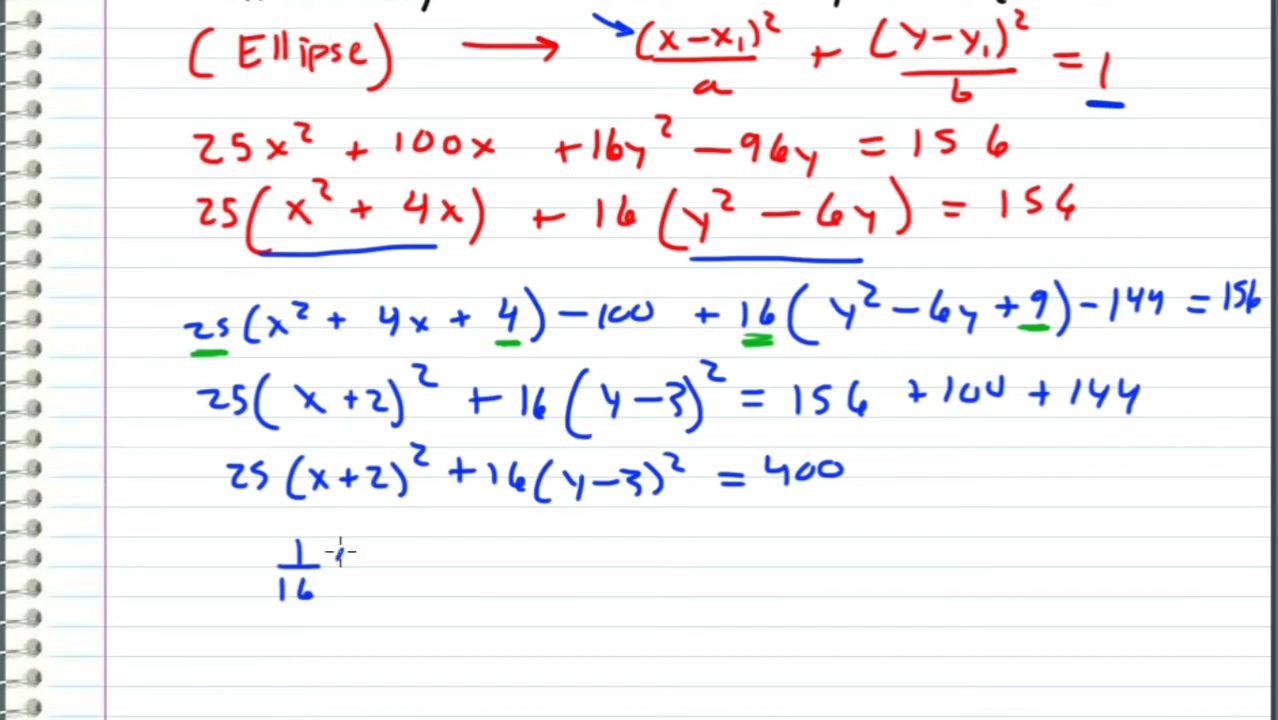 (Ellipse) → (x-x₁)²/a + (y-y₁)²/b = 1
25x² + 100x + 16y² - 96y = 156
25(x² + 4x) + 16(y² - 6y) = 156
25(x² + 4x + 4) - 100 + 16(y² - 6y + 9) - 144 = 156
25(x+2)² + 16(y-3)² = 156 + 100 + 144
25(x+2)² + 16(y-3)² = 400
1/16